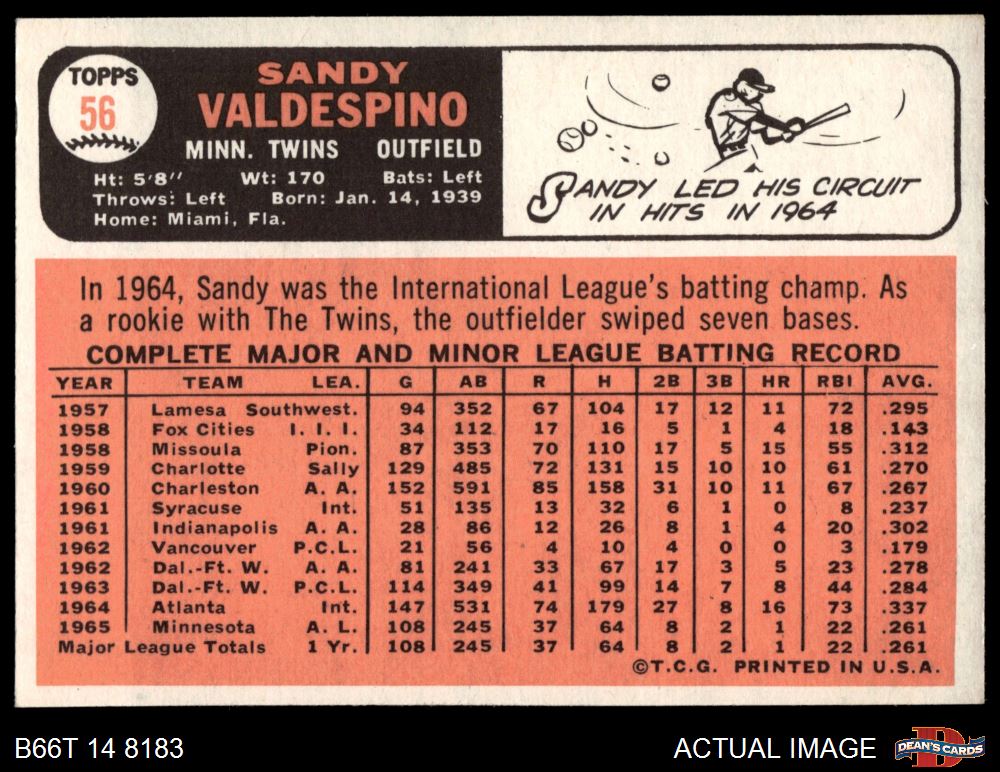 TOPPS
56
SANDY
VALDESPINO
MINN. TWINS OUTFIELD
Ht: 5'8" Wt: 170 Bats: Left
Throws: Left Born: Jan. 14, 1939
Home: Miami, Fla.
SANDY LED HIS CIRCUIT
IN HITS IN 1964
In 1964, Sandy was the International League's batting champ. As
a rookie with The Twins, the outfielder swiped seven bases.
COMPLETE MAJOR AND MINOR LEAGUE BATTING RECORD
YEAR TEAM LEA. G AB R H 2B 3B HR RBI AVG.
1957 Lamesa Southwest. 94 352 67 104 17 12 11 72 .295
1958 Fox Cities I. I. I. 34 112 17 16 5 1 4 18 .143
1958 Missoula Pion. 87 353 70 110 17 5 15 55 .312
1959 Charlotte Sally 129 485 72 131 15 10 10 61 .270
1960 Charleston A. A. 152 591 85 158 31 10 11 67 .267
1961 Syracuse Int. 51 135 13 32 6 1 0 8 .237
1961 Indianapolis A. A. 28 86 12 26 8 1 4 20 .302
1962 Vancouver P.C.L. 21 56 4 10 4 0 0 3 .179
1962 Dal.-Ft. W. A. A. 81 241 33 67 17 3 5 23 .278
1963 Dal.-Ft. W. P.C.L. 114 349 41 99 14 7 8 44 .284
1964 Atlanta Int. 147 531 74 179 27 8 16 73 .337
1965 Minnesota A. L. 108 245 37 64 8 2 1 22 .261
Major League Totals 1 Yr. 108 245 37 64 8 2 1 22 .261
©T.C.G. PRINTED IN U.S.A.
B66T 14 8183 ACTUAL IMAGE DEAN'S CARDS